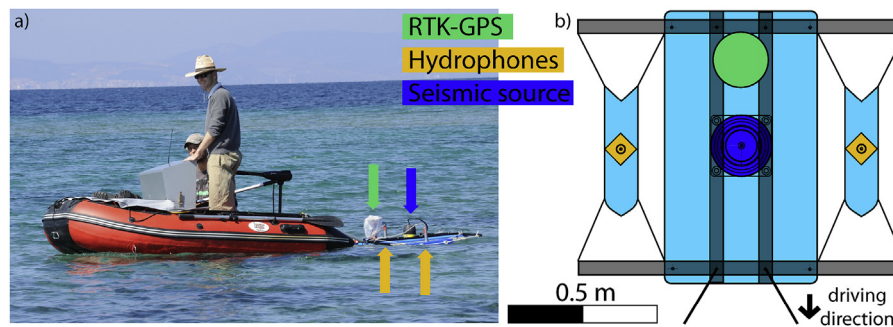 a)
RTK-GPS
Hydrophones
Seismic source
b)
0.5 m
driving
direction